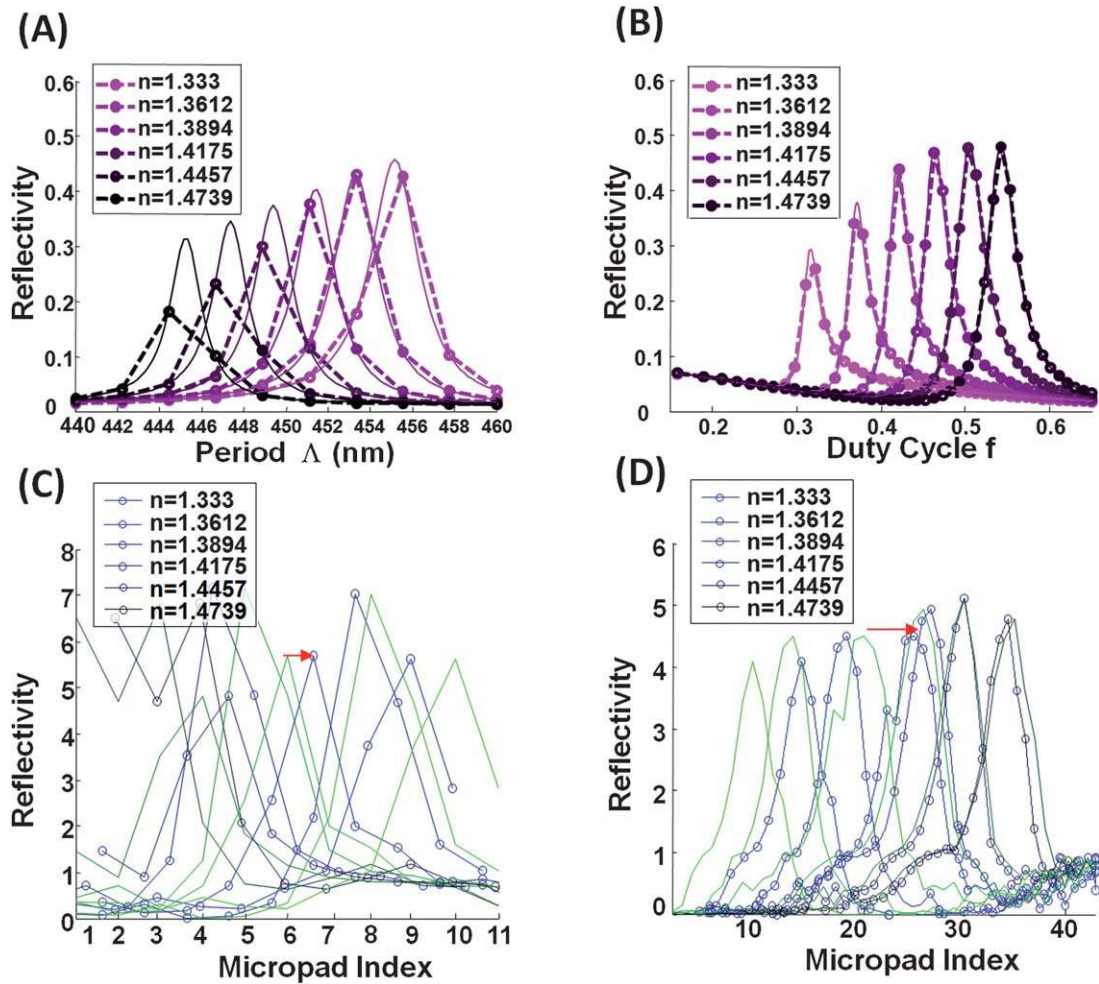 (A)
n=1.333
n=1.3612
n=1.3894
n=1.4175
n=1.4457
n=1.4739
Reflectivity
0.6
0.5
0.4
0.3
0.2
0.1
0
440 442 444 446 448 450 452 454 456 458 460
Period Λ (nm)
(B)
n=1.333
n=1.3612
n=1.3894
n=1.4175
n=1.4457
n=1.4739
Reflectivity
0.6
0.5
0.4
0.3
0.2
0.1
0
0.2 0.3 0.4 0.5 0.6
Duty Cycle f
(C)
n=1.333
n=1.3612
n=1.3894
n=1.4175
n=1.4457
n=1.4739
Reflectivity
8
7
6
5
4
3
2
1
0
1 2 3 4 5 6 7 8 9 10 11
Micropad Index
(D)
n=1.333
n=1.3612
n=1.3894
n=1.4175
n=1.4457
n=1.4739
Reflectivity
6
5
4
3
2
1
0
10 20 30 40
Micropad Index